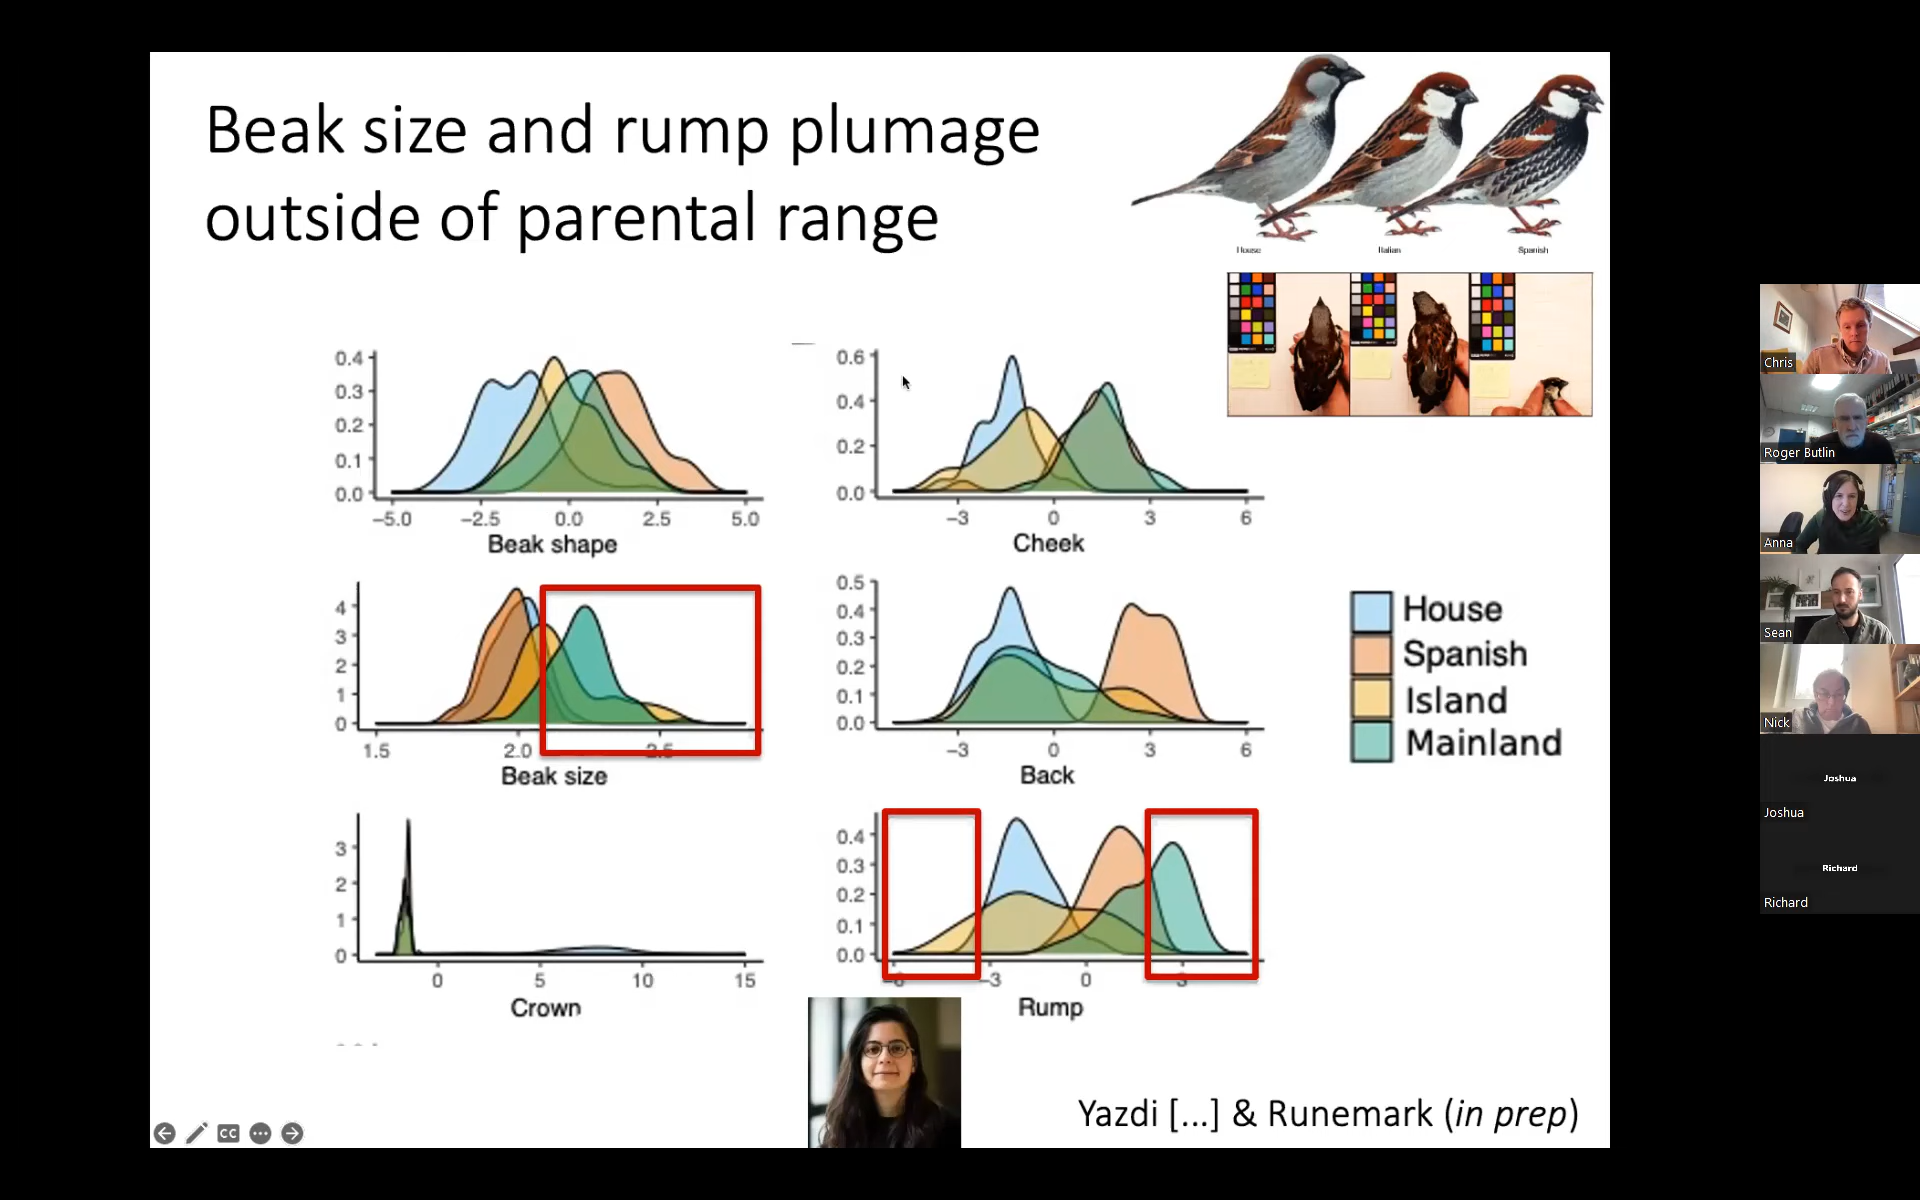 Beak size and rump plumage
outside of parental range
House Italian Spanish
0.4
0.3
0.2
0.1
0.0
−5.0 −2.5 0.0 2.5 5.0
Beak shape
0.6
0.4
0.2
0.0
−3 0 3 6
Cheek
4
3
2
1
0
1.5 2.0 2.5
Beak size
0.5
0.4
0.3
0.2
0.1
0.0
−3 0 3 6
Back
House
Spanish
Island
Mainland
3
2
1
0
0 5 10 15
Crown
0.4
0.3
0.2
0.1
0.0
−6 −3 0 3
Rump
Yazdi [...] & Runemark (in prep)
CC
Chris
Roger Butlin
Anna
Sean
Nick
Joshua
Joshua
Richard
Richard